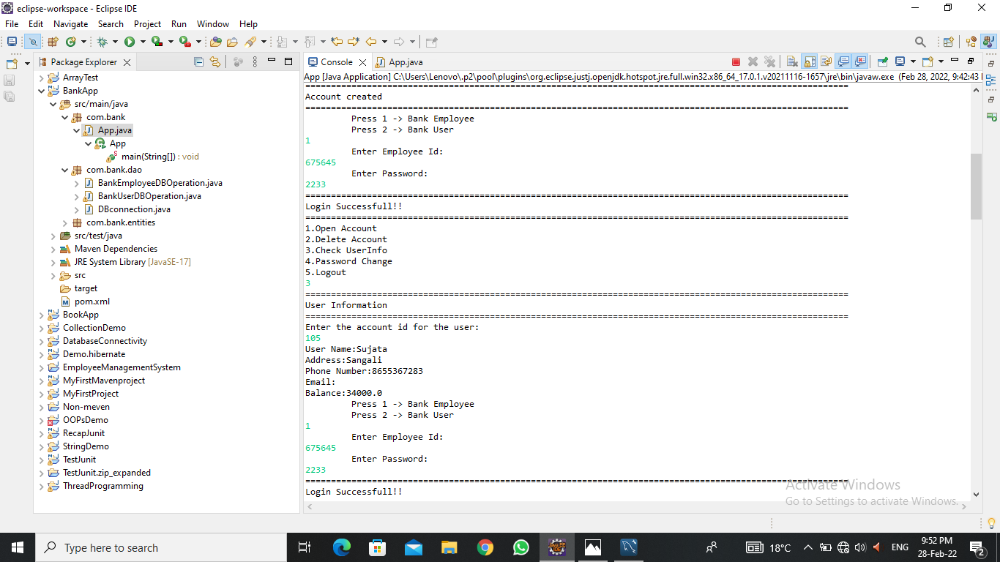 eclipse-workspace - Eclipse IDE
File Edit Navigate Search Project Run Window Help
Package Explorer
ArrayTest
BankApp
src/main/java
com.bank
App.java
App
main(String[]) : void
com.bank.dao
BankEmployeeDBOperation.java
BankUserDBOperation.java
DBconnection.java
com.bank.entities
src/test/java
Maven Dependencies
JRE System Library [JavaSE-17]
src
target
pom.xml
BookApp
CollectionDemo
DatabaseConnectivity
Demo.hibernate
EmployeeManagementSystem
MyFirstMavenproject
MyFirstProject
Non-meven
OOPsDemo
RecapJunit
StringDemo
TestJunit
TestJunit.zip_expanded
ThreadProgramming
Console App.java
App [Java Application] C:\Users\Lenovo\.p2\pool\plugins\org.eclipse.justj.openjdk.hotspot.jre.full.win32.x86_64_17.0.1.v20211116-1657\jre\bin\javaw.exe (Feb 28, 2022, 9:42:43
Account created
Press 1 -> Bank Employee
Press 2 -> Bank User
1
Enter Employee Id:
675645
Enter Password:
2233
Login Successfull!!
1.Open Account
2.Delete Account
3.Check UserInfo
4.Password Change
5.Logout
3
User Information
Enter the account id for the user:
105
User Name:Sujata
Address:Sangali
Phone Number:8655367283
Email:
Balance:34000.0
Press 1 -> Bank Employee
Press 2 -> Bank User
1
Enter Employee Id:
675645
Enter Password:
2233
Login Successfull!!
Activate Windows
Go to Settings to activate Windows.
Type here to search
18°C
ENG
9:52 PM
28-Feb-22
2